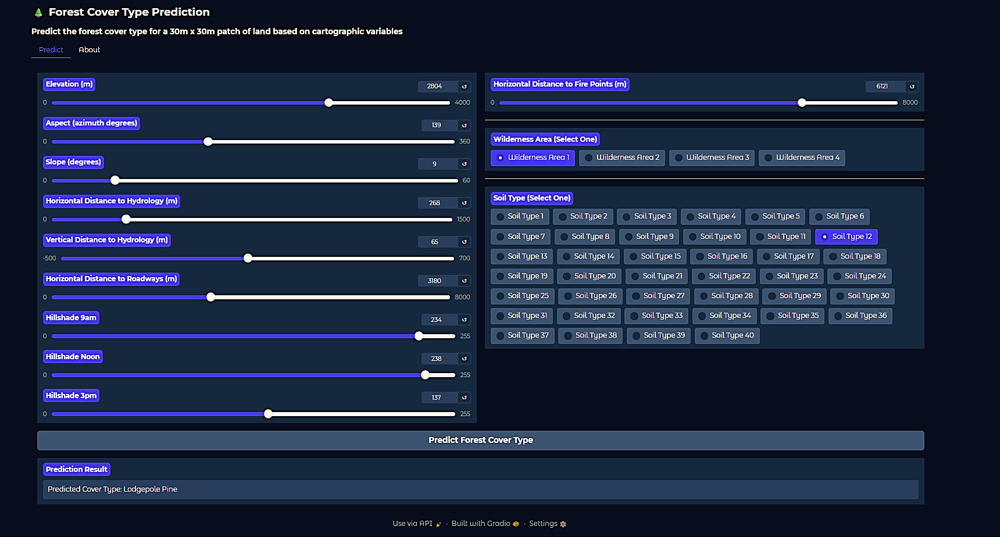 🌲 Forest Cover Type Prediction
Predict the forest cover type for a 30m x 30m patch of land based on cartographic variables
Predict About
Elevation (m)
2804 ↺
0 4000
Aspect (azimuth degrees)
139 ↺
0 360
Slope (degrees)
9 ↺
0 60
Horizontal Distance to Hydrology (m)
268 ↺
0 1500
Vertical Distance to Hydrology (m)
65 ↺
-500 700
Horizontal Distance to Roadways (m)
3180 ↺
0 8000
Hillshade 9am
234 ↺
0 255
Hillshade Noon
238 ↺
0 255
Hillshade 3pm
137 ↺
0 255
Horizontal Distance to Fire Points (m)
6121 ↺
0 8000
Wilderness Area (Select One)
Wilderness Area 1 Wilderness Area 2 Wilderness Area 3 Wilderness Area 4
Soil Type (Select One)
Soil Type 1 Soil Type 2 Soil Type 3 Soil Type 4 Soil Type 5 Soil Type 6
Soil Type 7 Soil Type 8 Soil Type 9 Soil Type 10 Soil Type 11 Soil Type 12
Soil Type 13 Soil Type 14 Soil Type 15 Soil Type 16 Soil Type 17 Soil Type 18
Soil Type 19 Soil Type 20 Soil Type 21 Soil Type 22 Soil Type 23 Soil Type 24
Soil Type 25 Soil Type 26 Soil Type 27 Soil Type 28 Soil Type 29 Soil Type 30
Soil Type 31 Soil Type 32 Soil Type 33 Soil Type 34 Soil Type 35 Soil Type 36
Soil Type 37 Soil Type 38 Soil Type 39 Soil Type 40
Predict Forest Cover Type
Prediction Result
Predicted Cover Type: Lodgepole Pine
Use via API · Built with Gradio · Settings